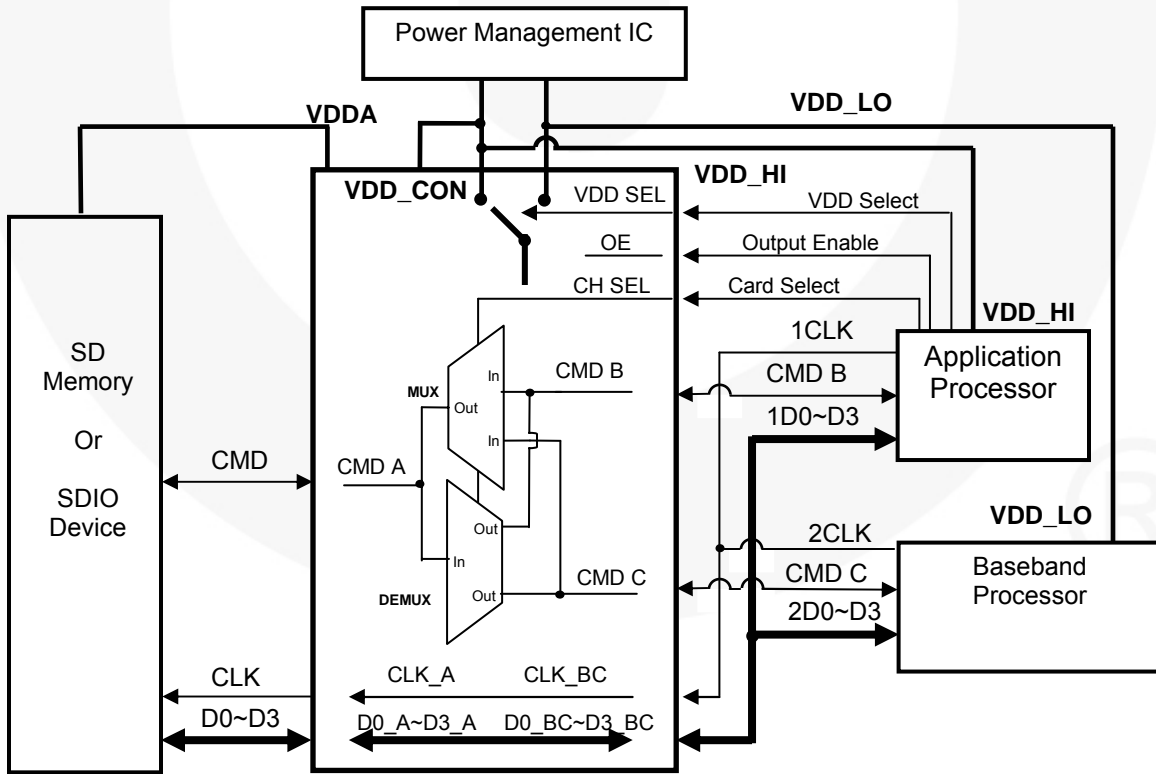 Power Management IC
VDDA
VDD_LO
VDD_CON
VDD_HI
VDD SEL
VDD Select
OE
Output Enable
CH SEL
Card Select
VDD_HI
1CLK
Application
Processor
SD
Memory
Or
SDIO
Device
MUX
In
Out
In
CMD B
CMD B
1D0~D3
CMD
CMD A
VDD_LO
Out
In
Out
DEMUX
CMD C
2CLK
CMD C
2D0~D3
Baseband
Processor
CLK
CLK_A
CLK_BC
D0~D3
D0_A~D3_A
D0_BC~D3_BC
®